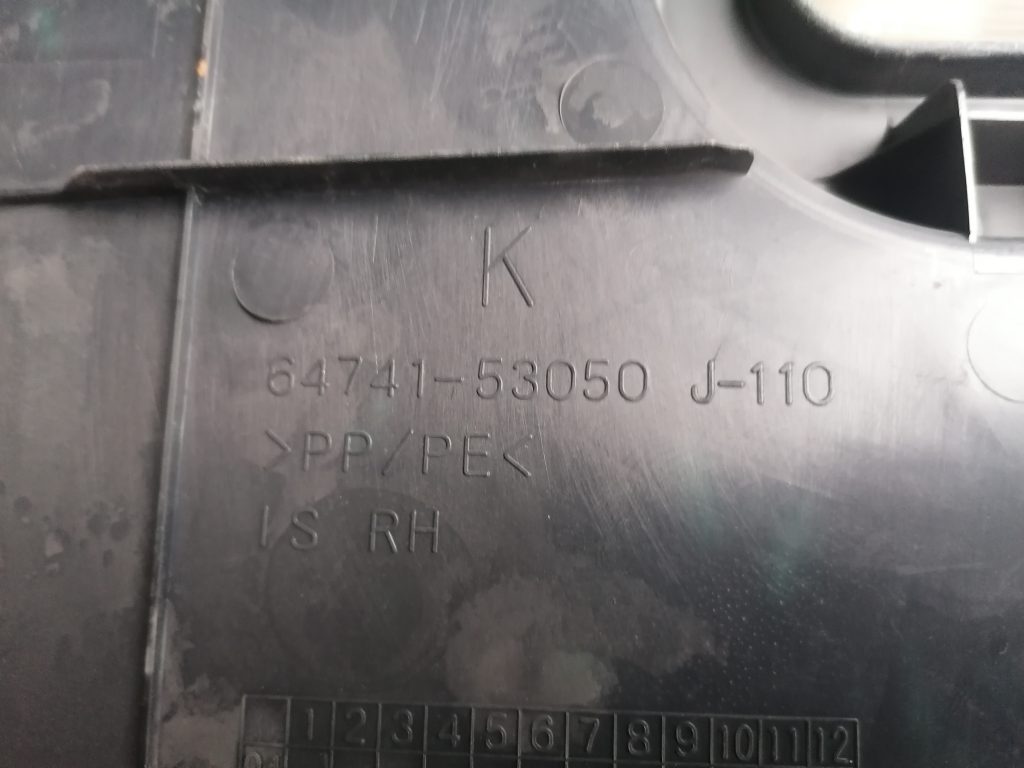 K
64741-53050 J-110
>PP/PE<
IS RH
1 2 3 4 5 6 7 8 9 10 11 12